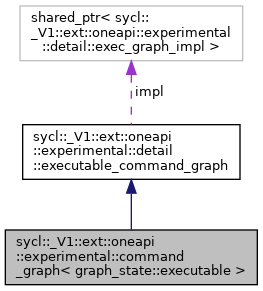 shared_ptr< sycl::
_V1::ext::oneapi::experimental
::detail::exec_graph_impl >
impl
sycl::_V1::ext::oneapi
::experimental::detail
::executable_command_graph
sycl::_V1::ext::oneapi
::experimental::command
_graph< graph_state::executable >